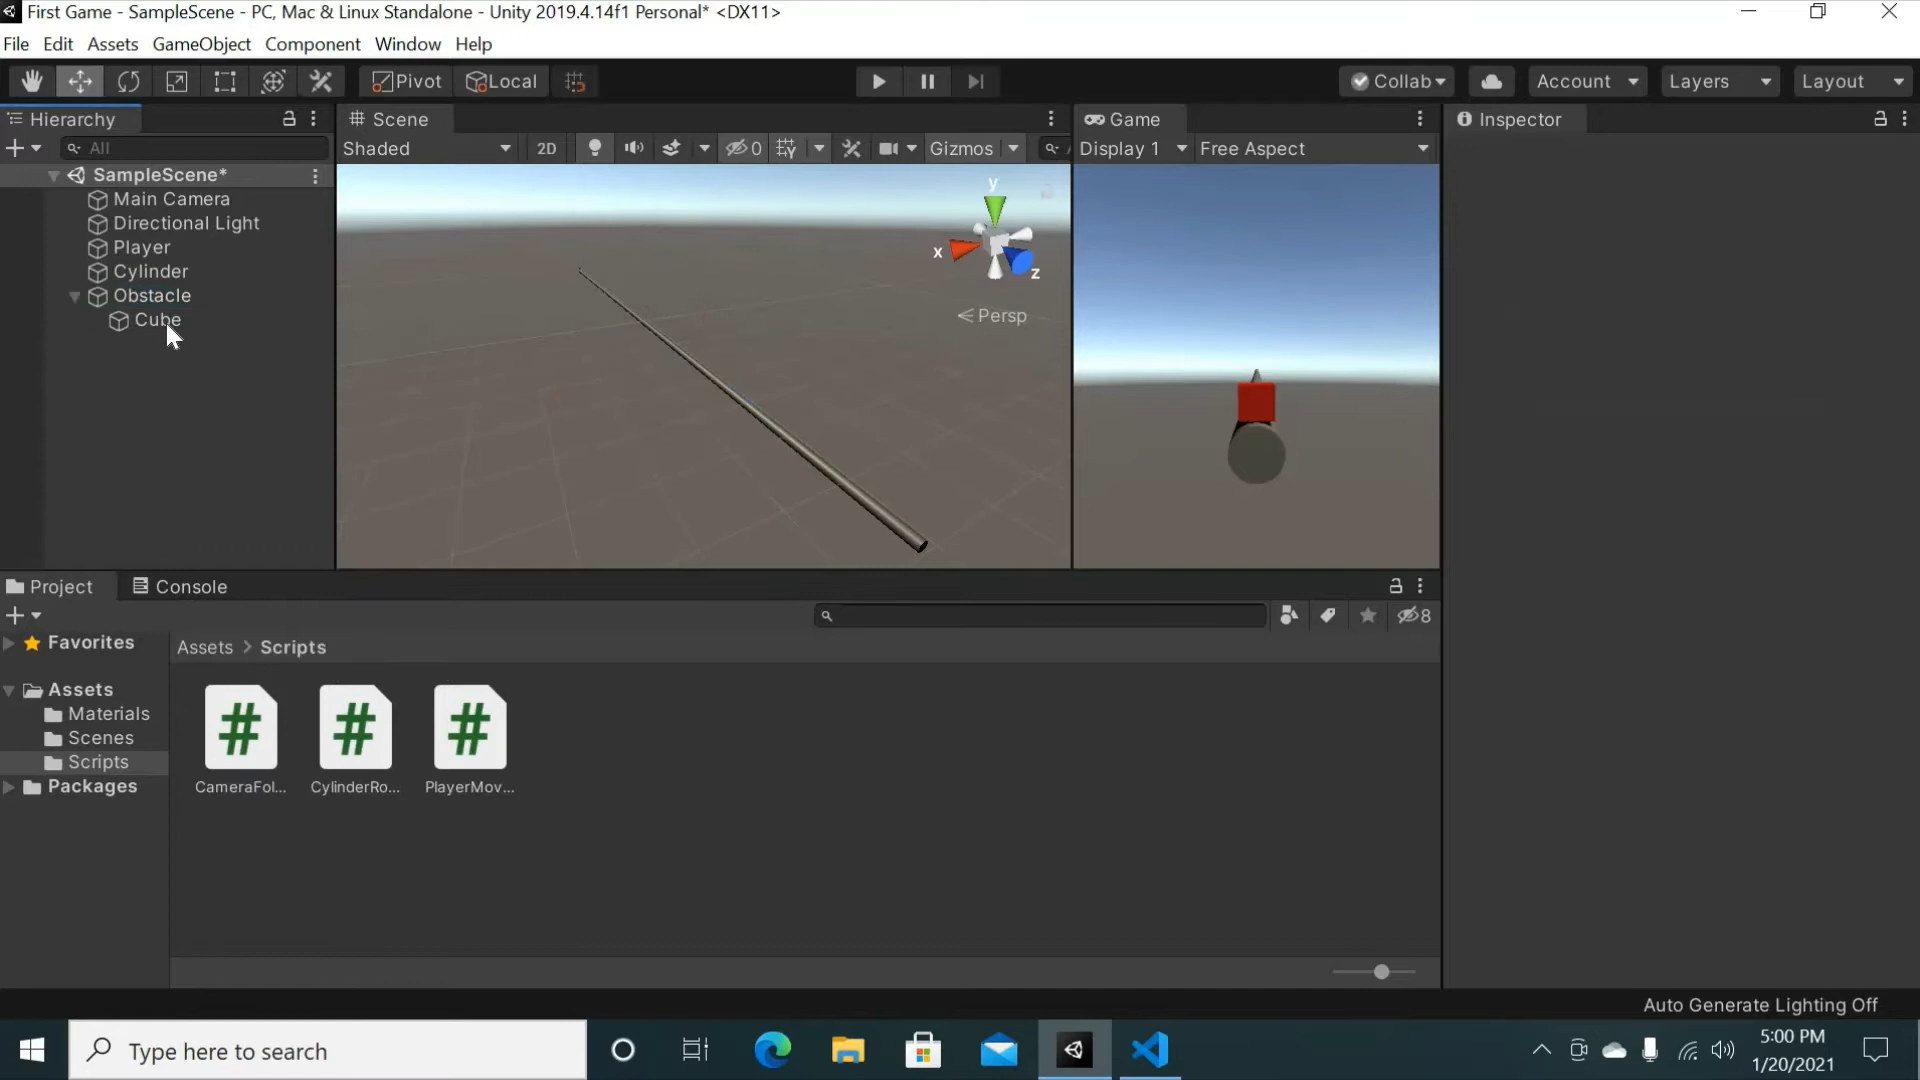 First Game - SampleScene - PC, Mac & Linux Standalone - Unity 2019.4.14f1 Personal* <DX11>
File Edit Assets GameObject Component Window Help
Pivot Local Collab Account Layers Layout
Hierarchy Scene Game Inspector
All Shaded 2D 0 Gizmos Display 1 Free Aspect
SampleScene*
Main Camera
Directional Light
Player
Cylinder
Obstacle
Cube
y
x
z
Persp
Project Console
8
Favorites
Assets > Scripts
Assets
Materials
Scenes
Scripts
Packages
# # #
CameraFol... CylinderRo... PlayerMov...
Auto Generate Lighting Off
Type here to search
5:00 PM
1/20/2021